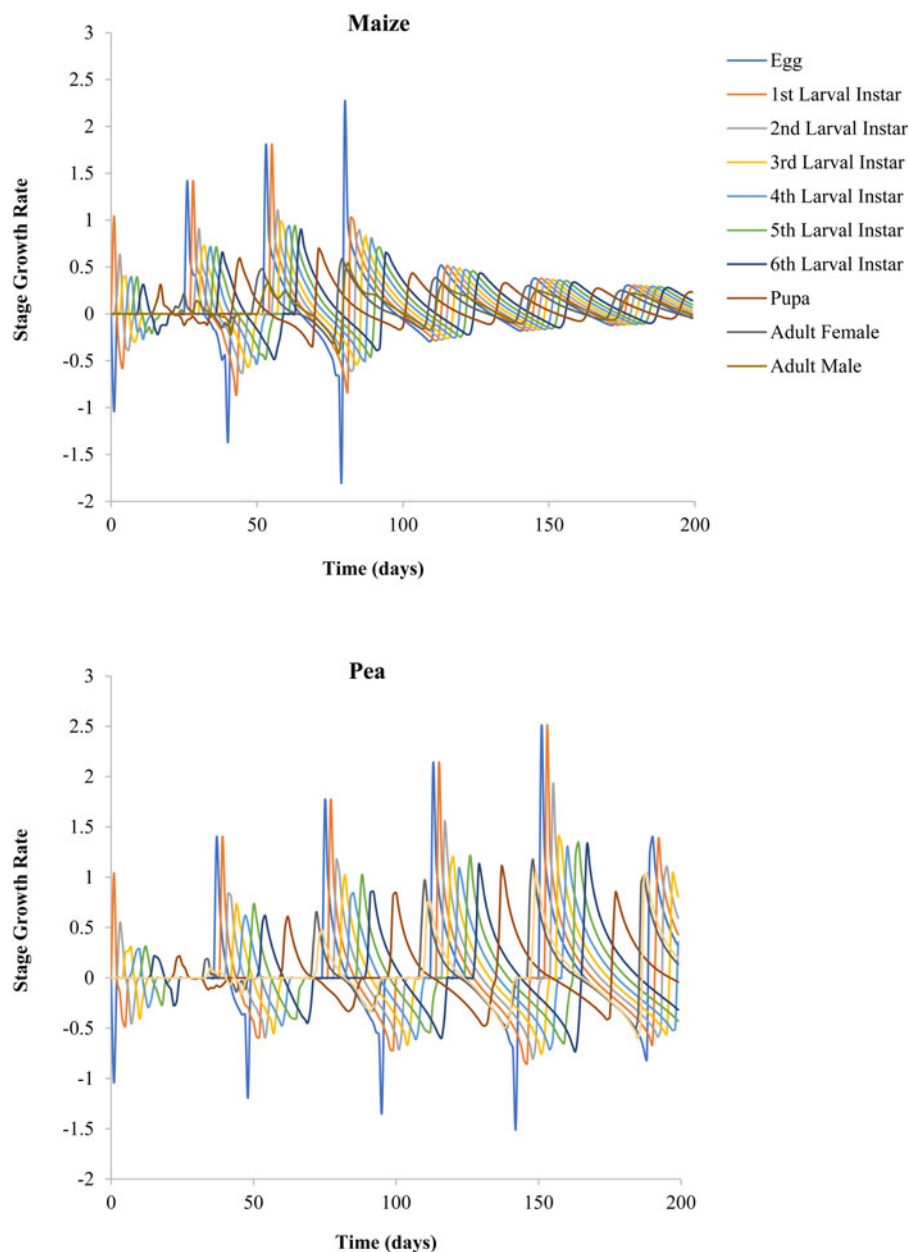 Maize
3
2.5
2
1.5
1
0.5
0
-0.5
-1
-1.5
-2
0 50 100 150 200
Stage Growth Rate
Time (days)
Egg
1st Larval Instar
2nd Larval Instar
3rd Larval Instar
4th Larval Instar
5th Larval Instar
6th Larval Instar
Pupa
Adult Female
Adult Male
Pea
3
2.5
2
1.5
1
0.5
0
-0.5
-1
-1.5
-2
0 50 100 150 200
Stage Growth Rate
Time (days)